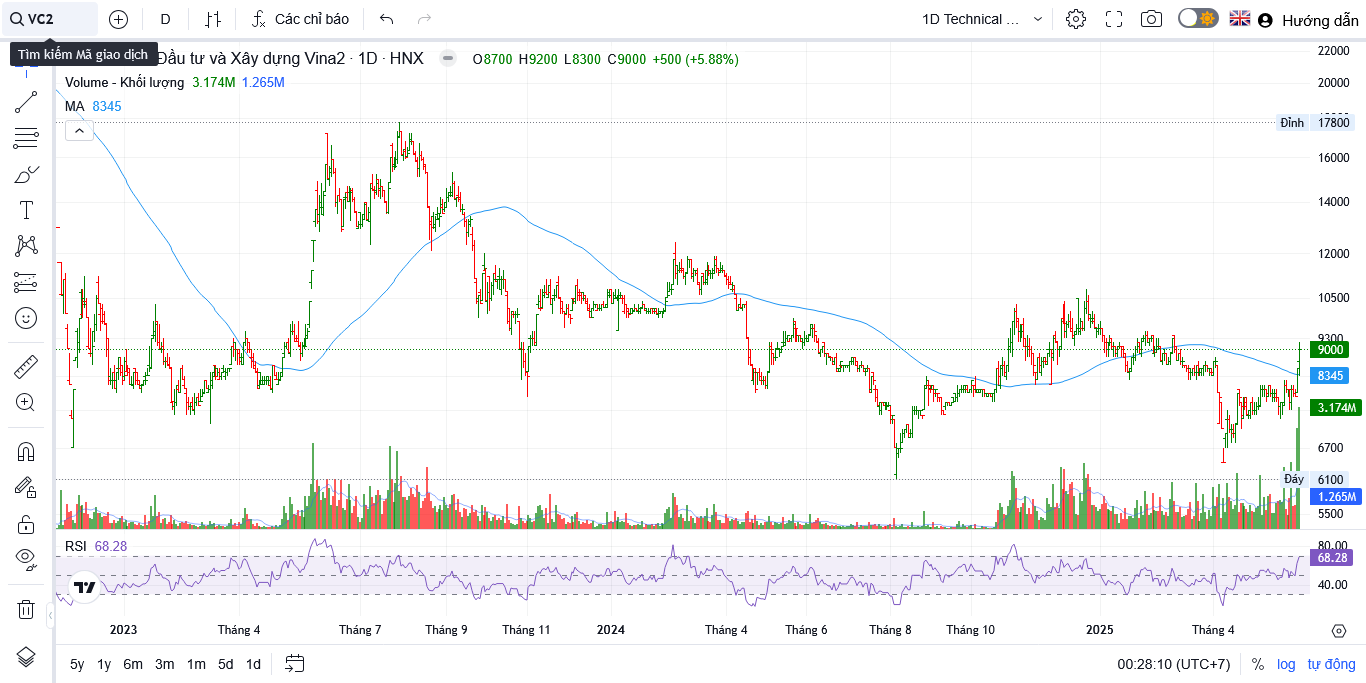 VC2 D Các chỉ báo 1D Technical ... Hướng dẫn
Tìm kiếm Mã giao dịch
Đầu tư và Xây dựng Vina2 · 1D · HNX O8700 H9200 L8300 C9000 +500 (+5.88%)
Volume - Khối lượng 3.174M 1.265M
MA 8345
22000
20000
Đỉnh 17800
16000
14000
12000
10500
9300
9000
8345
3.174M
6700
Đáy 6100
1.265M
5500
RSI 68.28
80.00
68.28
40.00
2023 Tháng 4 Tháng 7 Tháng 9 Tháng 11 2024 Tháng 4 Tháng 6 Tháng 8 Tháng 10 2025 Tháng 4
5y 1y 6m 3m 1m 5d 1d 00:28:10 (UTC+7) % log tự động